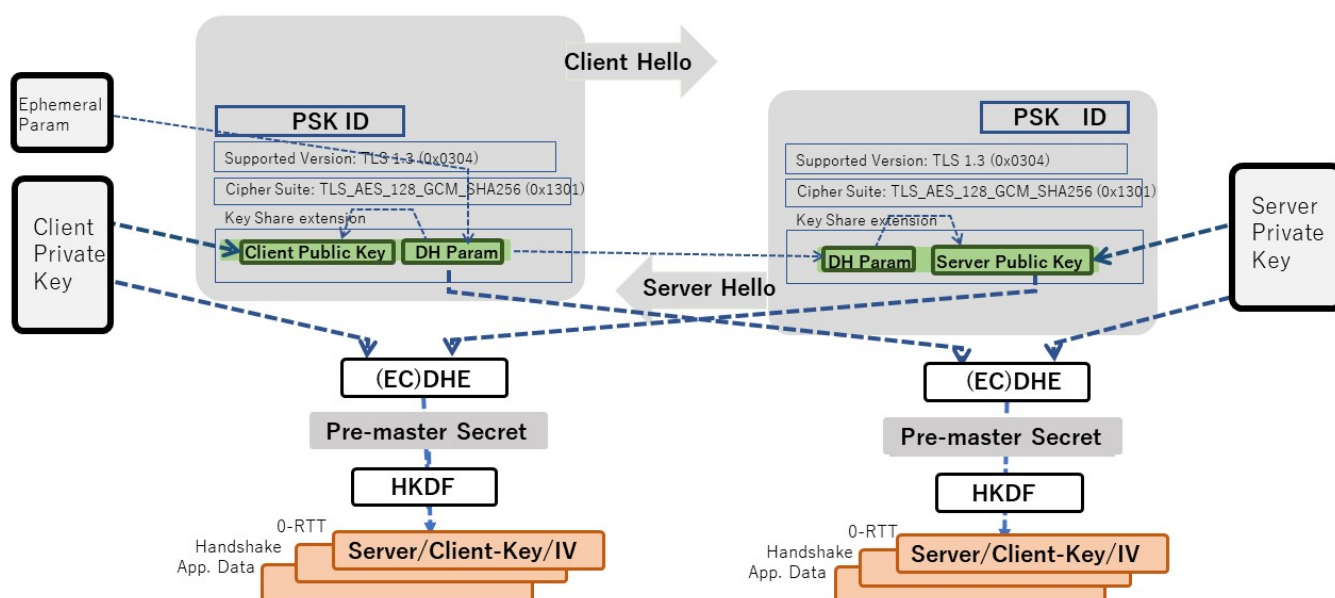 Client Hello
Ephemeral
Param
PSK ID
Supported Version: TLS 1.3 (0x0304)
Cipher Suite: TLS_AES_128_GCM_SHA256 (0x1301)
Key Share extension
Client Public Key
DH Param
Client
Private
Key
PSK ID
Supported Version: TLS 1.3 (0x0304)
Cipher Suite: TLS_AES_128_GCM_SHA256 (0x1301)
Key Share extension
DH Param
Server Public Key
Server
Private
Key
Server Hello
(EC)DHE
Pre-master Secret
HKDF
0-RTT
Handshake
App. Data
Server/Client-Key/IV
(EC)DHE
Pre-master Secret
HKDF
0-RTT
Handshake
App. Data
Server/Client-Key/IV